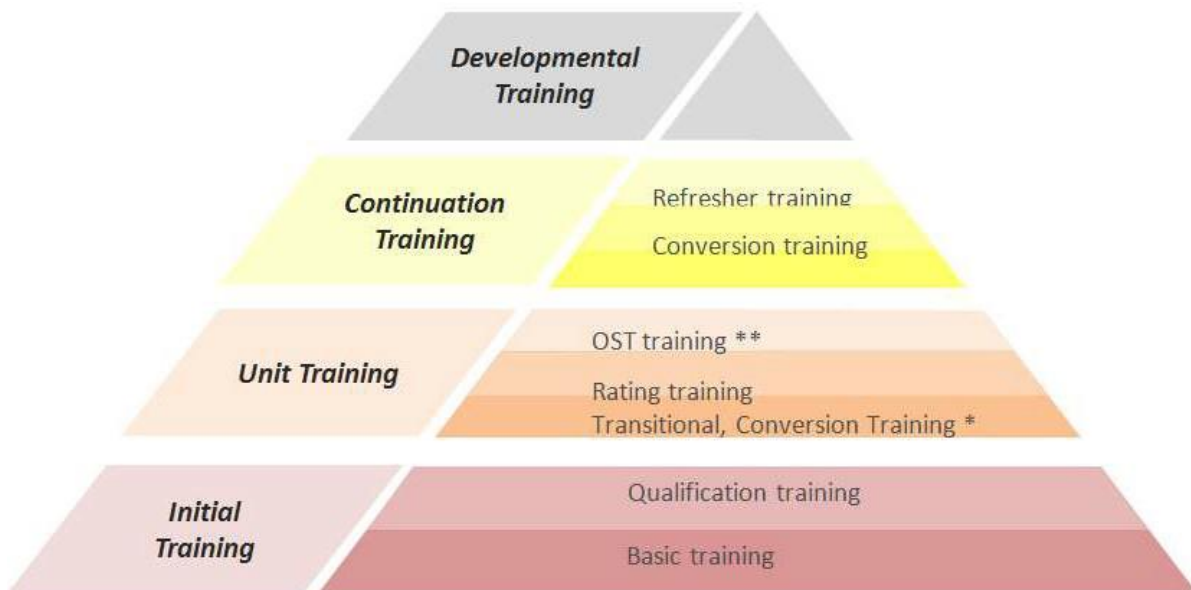 Developmental
Training
Continuation
Training
Refresher training
Conversion training
Unit Training
OST training **
Rating training
Transitional, Conversion Training *
Initial
Training
Qualification training
Basic training